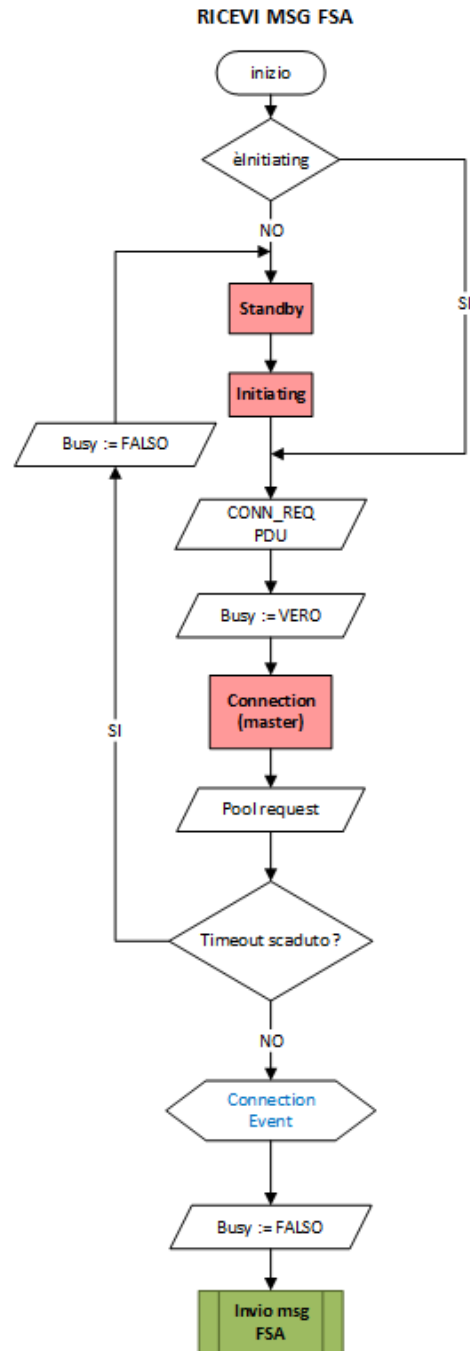 RICEVI MSG FSA
inizio
èInitiating
NO
SI
Standby
Initiating
Busy := FALSO
CONN_REQ
PDU
Busy := VERO
Connection
(master)
SI
Pool request
Timeout scaduto ?
NO
Connection
Event
Busy := FALSO
Invio msg
FSA